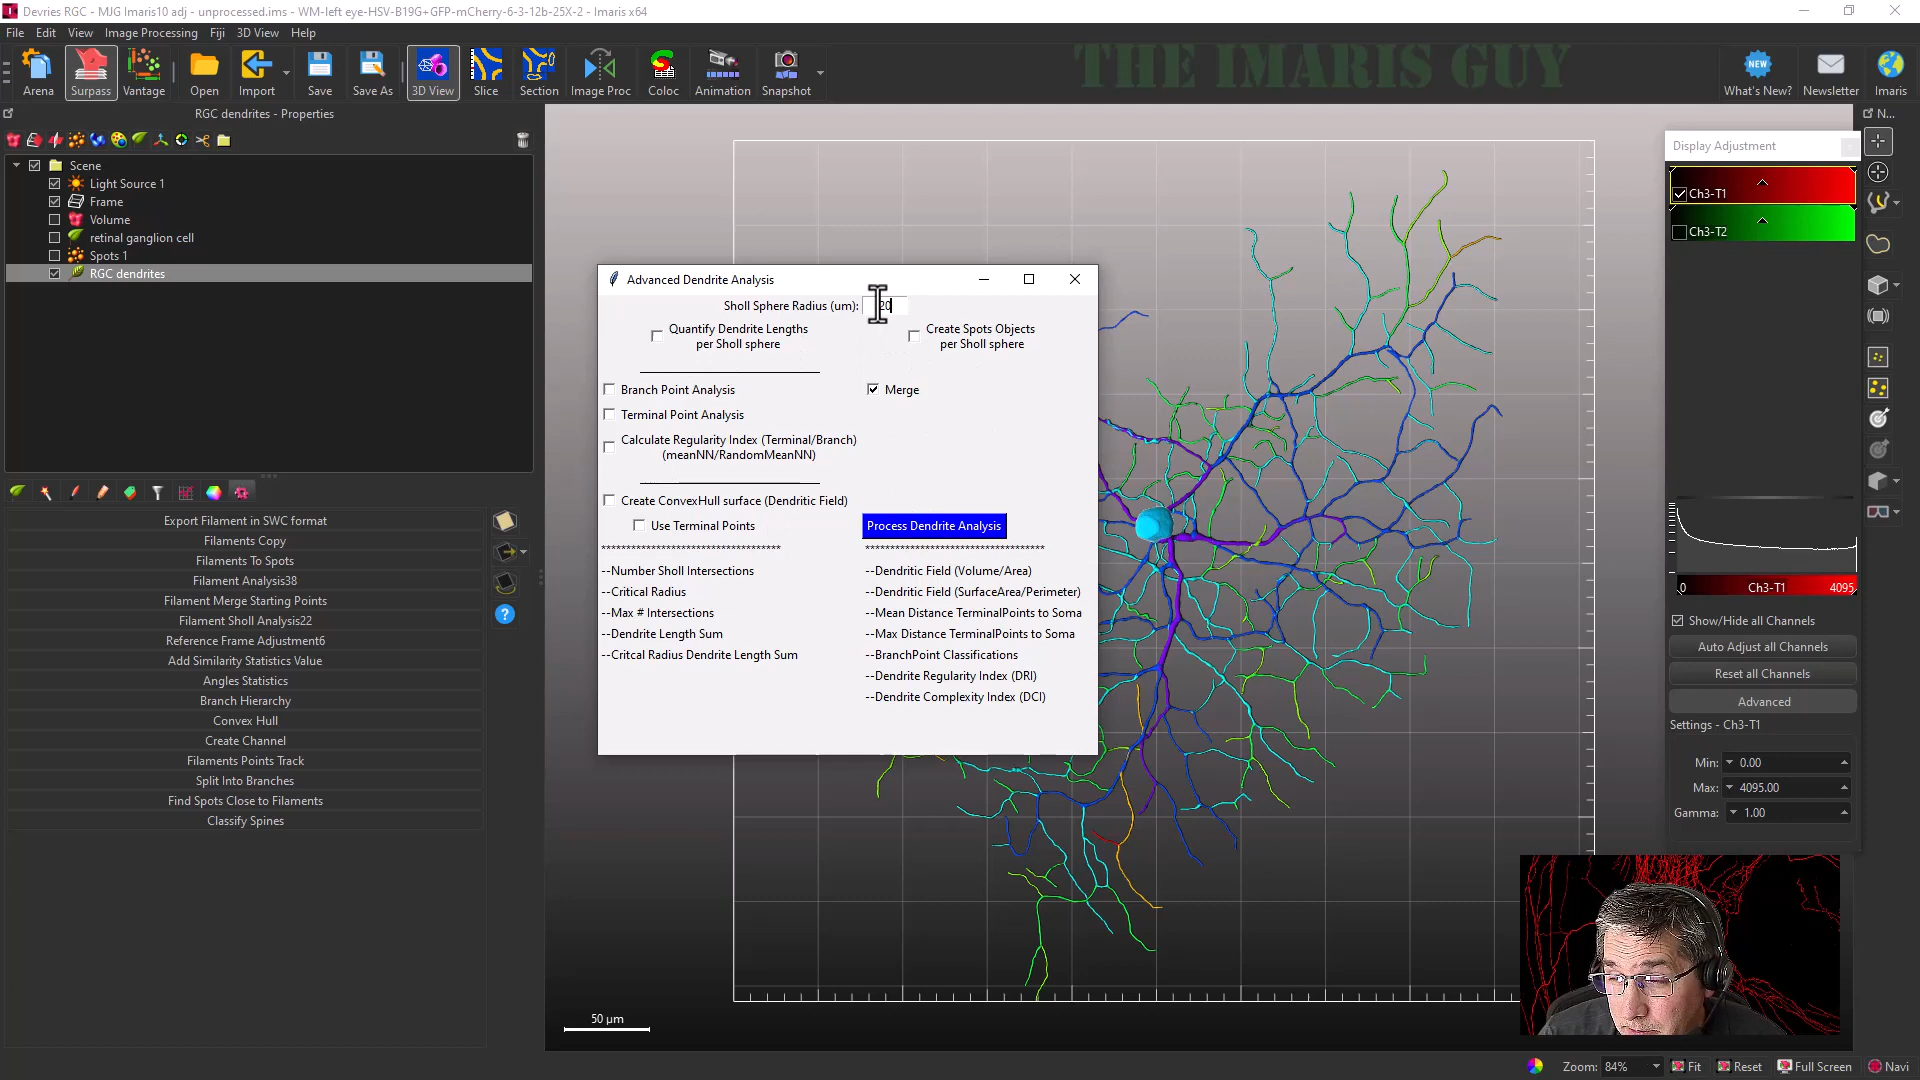 Devries RGC - MJG Imaris10 adj - unprocessed.ims - WM-left eye-HSV-B19G+GFP-mCherry-6-3-12b-25X-2 - Imaris x64
File Edit View Image Processing Fiji 3D View Help
THE IMARIS GUY
Arena Surpass Vantage Open Import Save Save As 3D View Slice Section Image Proc Coloc Animation Snapshot What's New? Newsletter Imaris
NEW
RGC dendrites - Properties
N...
Scene
Light Source 1
Frame
Volume
retinal ganglion cell
Spots 1
RGC dendrites
Export Filament in SWC format
Filaments Copy
Filaments To Spots
Filament Analysis38
Filament Merge Starting Points
Filament Sholl Analysis22
Reference Frame Adjustment6
Add Similarity Statistics Value
Angles Statistics
Branch Hierarchy
Convex Hull
Create Channel
Filaments Points Track
Split Into Branches
Find Spots Close to Filaments
Classify Spines
Advanced Dendrite Analysis
Sholl Sphere Radius (um): 20
Quantify Dendrite Lengths
per Sholl sphere
Create Spots Objects
per Sholl sphere
Branch Point Analysis
Merge
Terminal Point Analysis
Calculate Regularity Index (Terminal/Branch)
(meanNN/RandomMeanNN)
Create ConvexHull surface (Dendritic Field)
Use Terminal Points
Process Dendrite Analysis
--Number Sholl Intersections
--Critical Radius
--Max # Intersections
--Dendrite Length Sum
--Critcal Radius Dendrite Length Sum
--Dendritic Field (Volume/Area)
--Dendritic Field (SurfaceArea/Perimeter)
--Mean Distance TerminalPoints to Soma
--Max Distance TerminalPoints to Soma
--BranchPoint Classifications
--Dendrite Regularity Index (DRI)
--Dendrite Complexity Index (DCI)
50 µm
Display Adjustment
Ch3-T1
Ch3-T2
0 Ch3-T1 4095
Show/Hide all Channels
Auto Adjust all Channels
Reset all Channels
Advanced
Settings - Ch3-T1
Min: 0.00
Max: 4095.00
Gamma: 1.00
Zoom: 84% Fit Reset Full Screen Navi